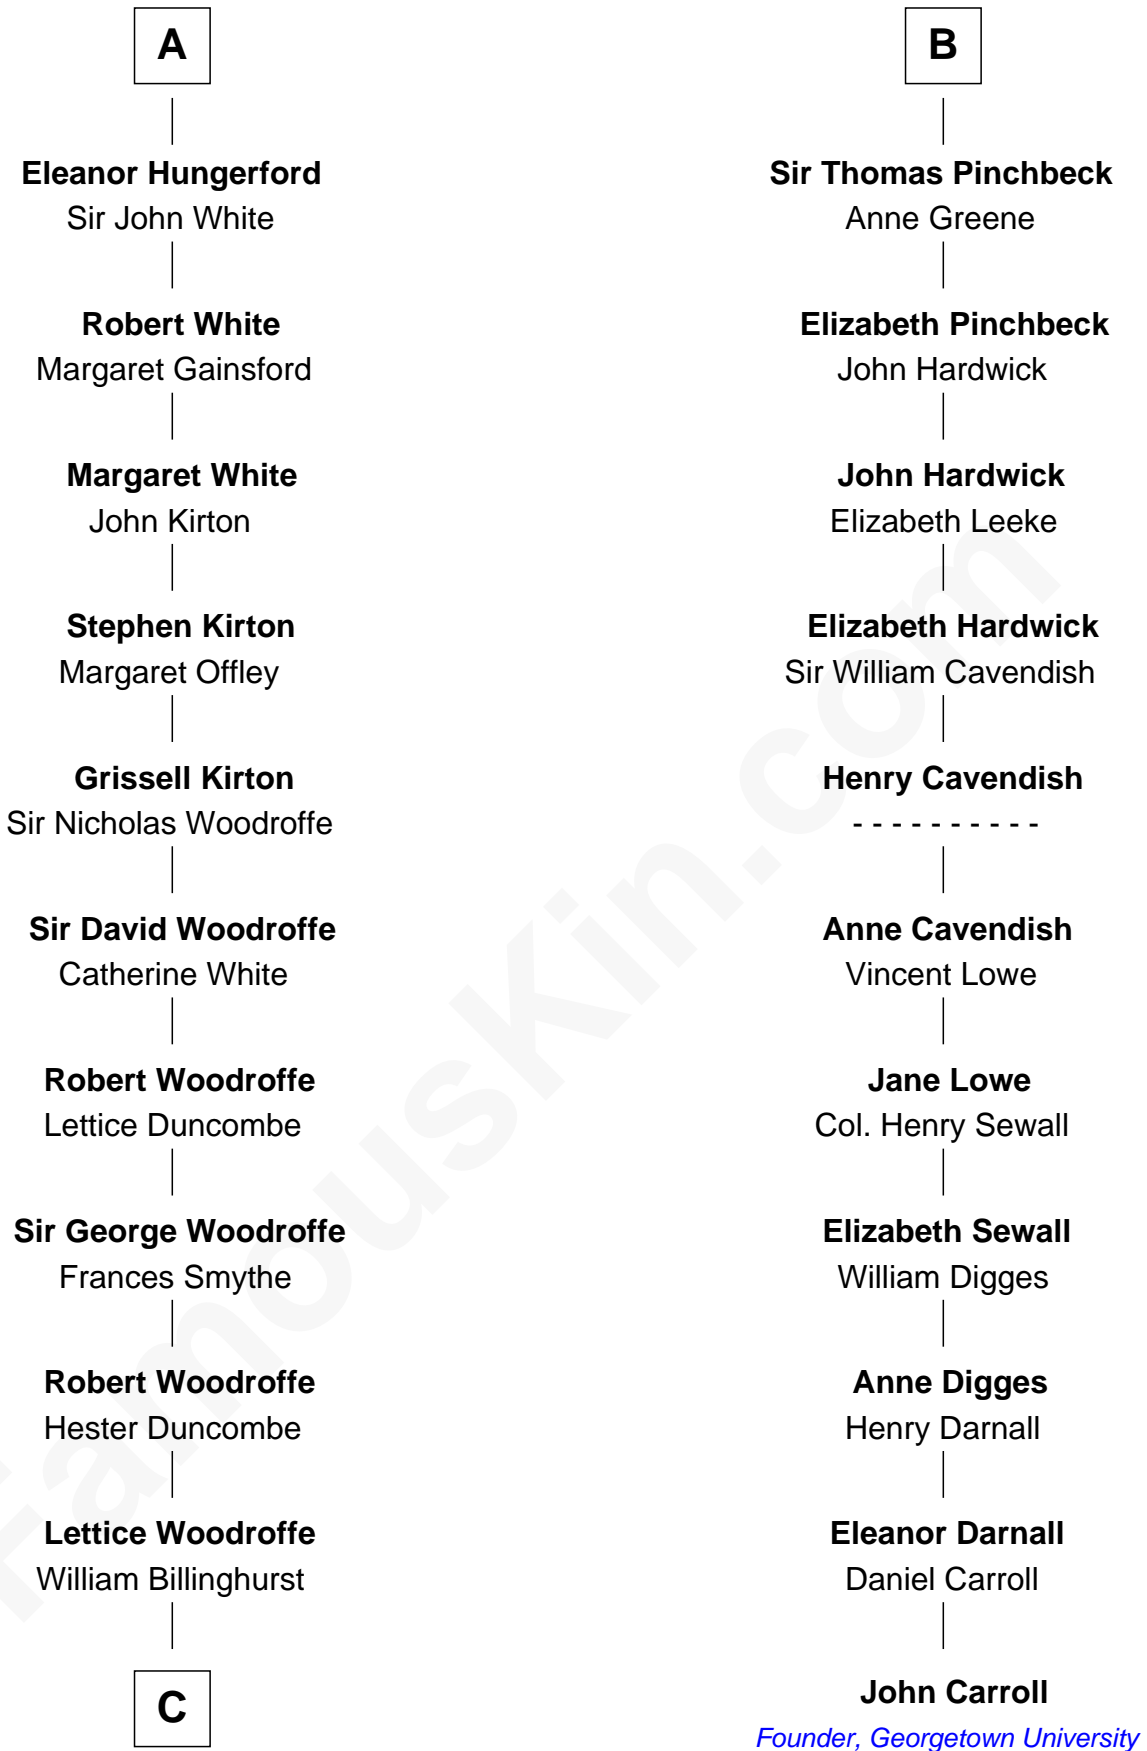 A
Eleanor Hungerford
Sir John White
Robert White
Margaret Gainsford
Margaret White
John Kirton
Stephen Kirton
Margaret Offley
Grissell Kirton
Sir Nicholas Woodroffe
Sir David Woodroffe
Catherine White
Robert Woodroffe
Lettice Duncombe
Sir George Woodroffe
Frances Smythe
Robert Woodroffe
Hester Duncombe
Lettice Woodroffe
William Billinghurst
C
B
Sir Thomas Pinchbeck
Anne Greene
Elizabeth Pinchbeck
John Hardwick
John Hardwick
Elizabeth Leeke
Elizabeth Hardwick
Sir William Cavendish
Henry Cavendish
- - - - - - - - - -
Anne Cavendish
Vincent Lowe
Jane Lowe
Col. Henry Sewall
Elizabeth Sewall
William Digges
Anne Digges
Henry Darnall
Eleanor Darnall
Daniel Carroll
John Carroll
Founder, Georgetown University
FamousKin.com